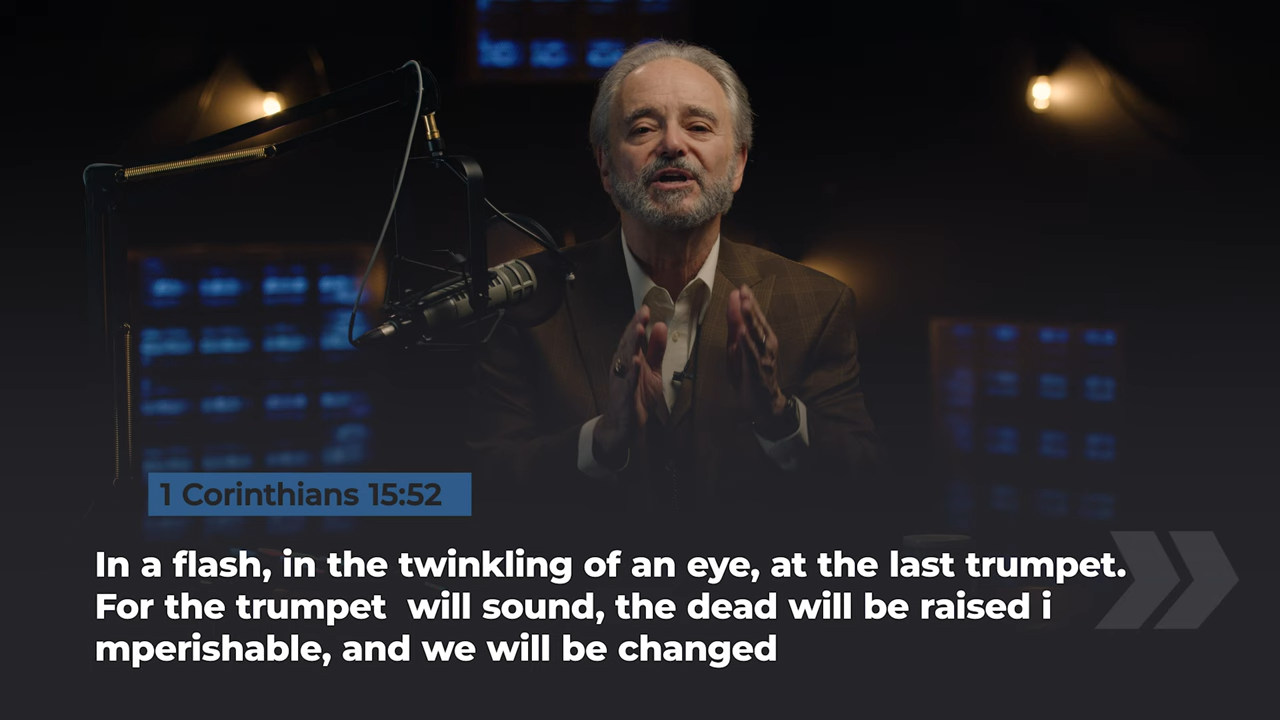 1 Corinthians 15:52
In a flash, in the twinkling of an eye, at the last trumpet.
For the trumpet  will sound, the dead will be raised i
mperishable, and we will be changed